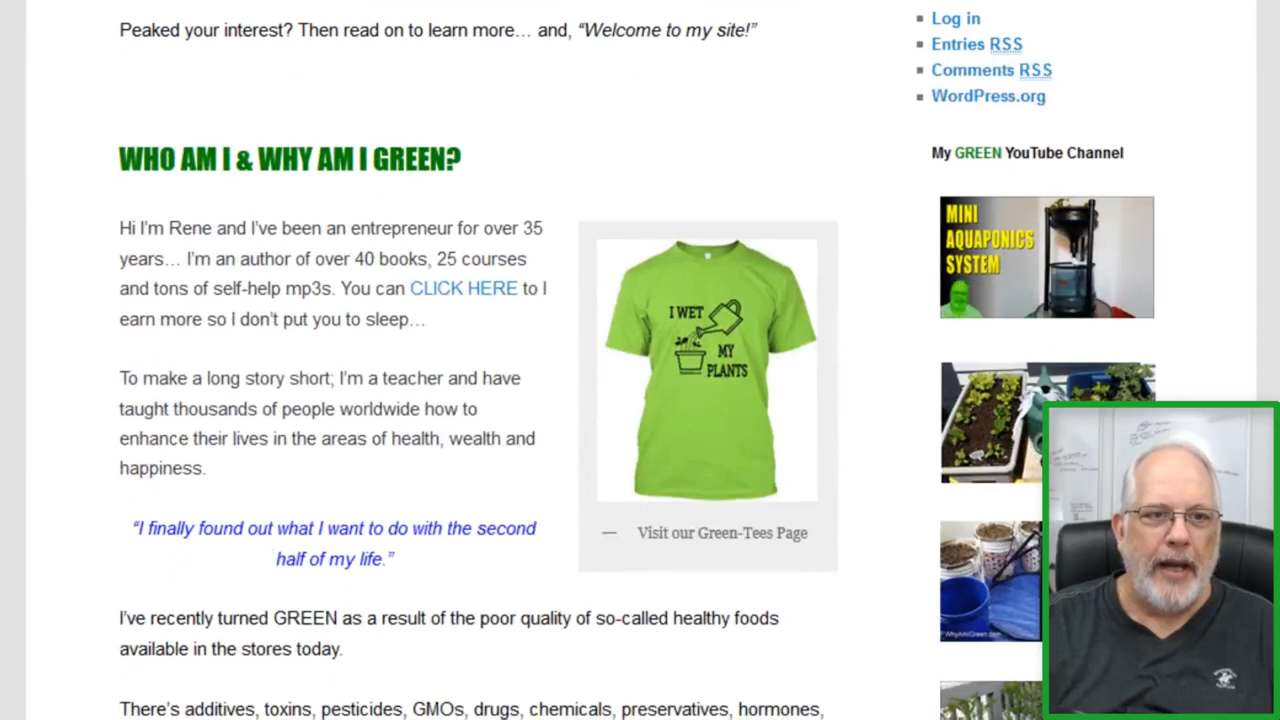 Peaked your interest? Then read on to learn more… and, “Welcome to my site!”
WHO AM I & WHY AM I GREEN?
Hi I'm Rene and I've been an entrepreneur for over 35
years… I'm an author of over 40 books, 25 courses
and tons of self-help mp3s. You can CLICK HERE to l
earn more so I don't put you to sleep…
To make a long story short; I'm a teacher and have
taught thousands of people worldwide how to
enhance their lives in the areas of health, wealth and
happiness.
“I finally found out what I want to do with the second
half of my life.”
I WET
MY
PLANTS
— Visit our Green-Tees Page
I've recently turned GREEN as a result of the poor quality of so-called healthy foods
available in the stores today.
There's additives, toxins, pesticides, GMOs, drugs, chemicals, preservatives, hormones,
Log in
Entries RSS
Comments RSS
WordPress.org
My GREEN YouTube Channel
MINI
AQUAPONICS
SYSTEM
WhyAmIGreen.com